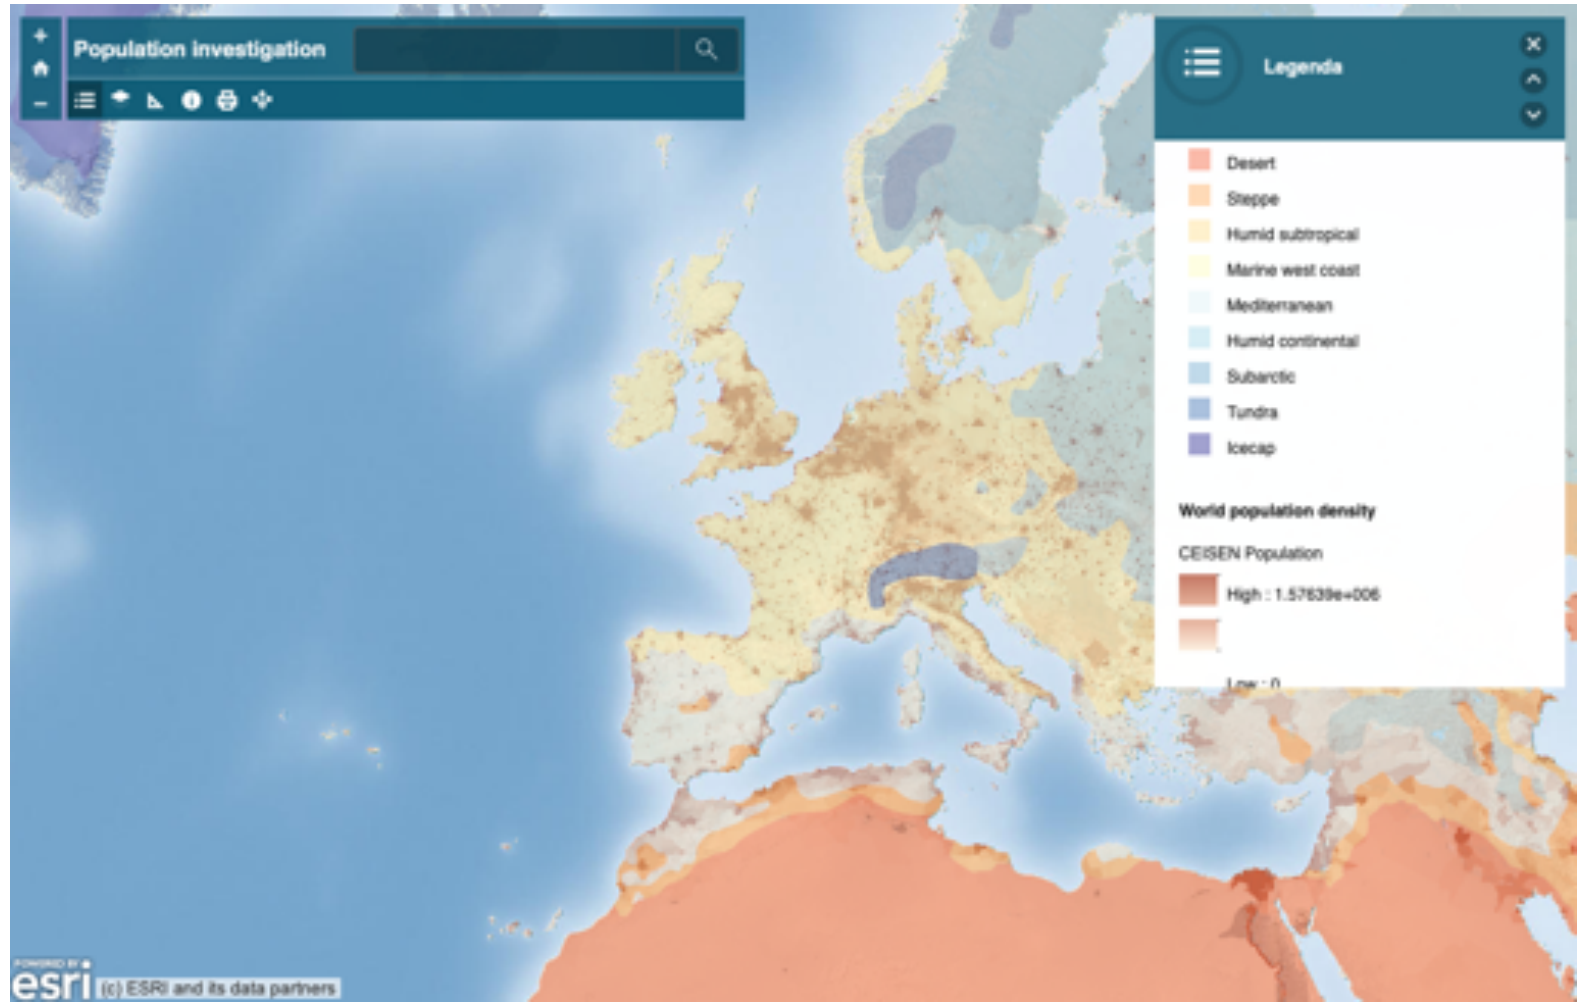 Population investigation
Legenda
Desert
Steppe
Humid subtropical
Marine west coast
Mediterranean
Humid continental
Subarctic
Tundra
Icecap
World population density
CEISEN Population
High : 1.57639e+006
Low : 0
POWERED BY
esri
(c) ESRI and its data partners